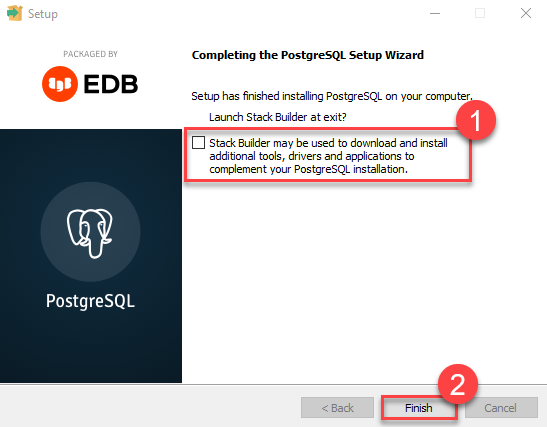 Setup
PACKAGED BY
EDB
PostgreSQL
Completing the PostgreSQL Setup Wizard
Setup has finished installing PostgreSQL on your computer.
Launch Stack Builder at exit?
1
Stack Builder may be used to download and install
additional tools, drivers and applications to
complement your PostgreSQL installation.
2
< Back
Finish
Cancel